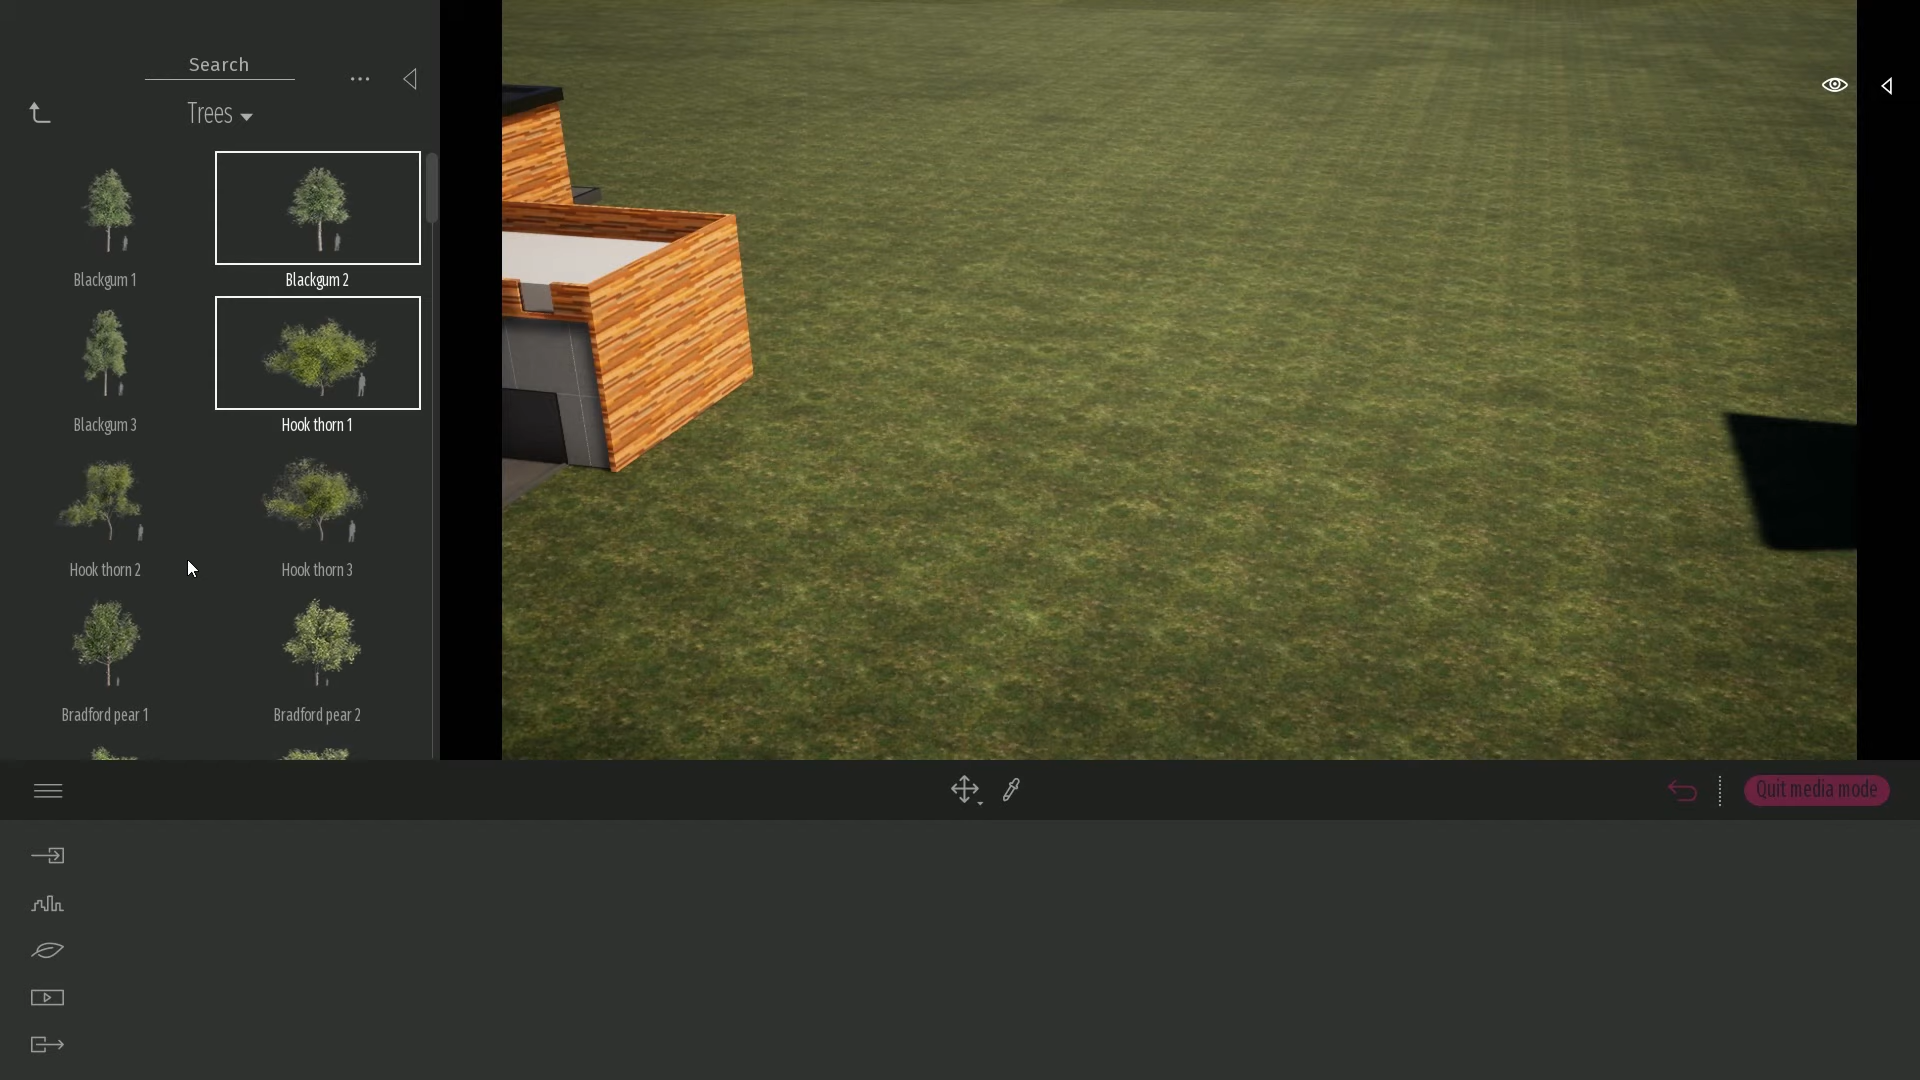 Search
Trees
Blackgum 1
Blackgum 2
Blackgum 3
Hook thorn 1
Hook thorn 2
Hook thorn 3
Bradford pear 1
Bradford pear 2
Quit media mode